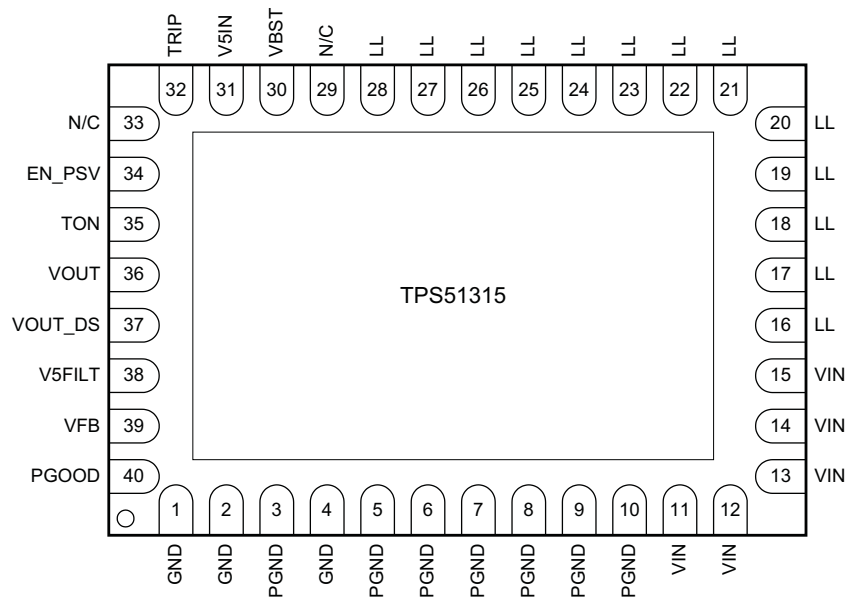 TRIP V5IN VBST N/C LL LL LL LL LL LL LL LL
32 31 30 29 28 27 26 25 24 23 22 21
N/C 33 20 LL
EN_PSV 34 19 LL
TON 35 18 LL
VOUT 36 17 LL
TPS51315
VOUT_DS 37 16 LL
V5FILT 38 15 VIN
VFB 39 14 VIN
PGOOD 40 13 VIN
1 2 3 4 5 6 7 8 9 10 11 12
GND GND PGND GND PGND PGND PGND PGND PGND PGND VIN VIN